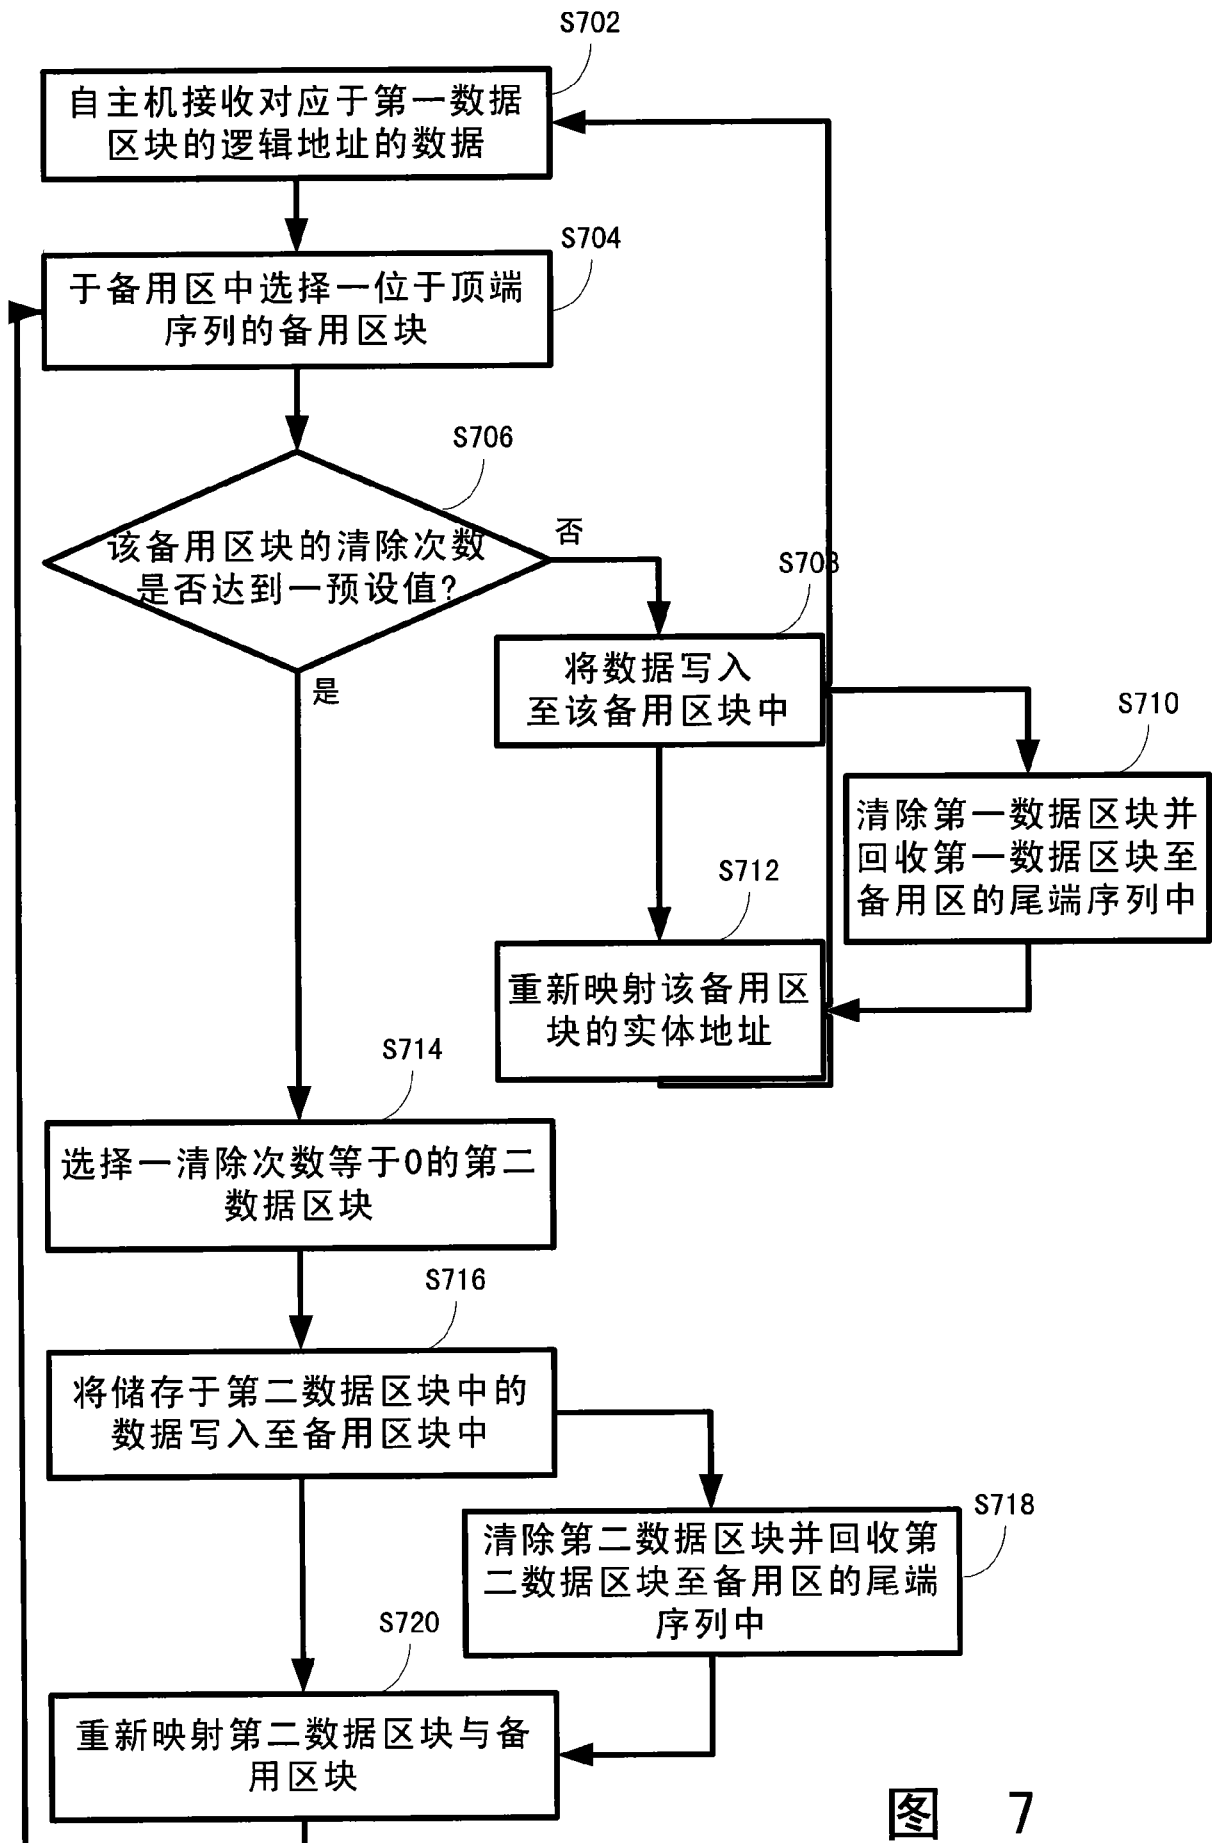 S702
自主机接收对应于第一数据
区块的逻辑地址的数据
S704
于备用区中选择一位于顶端
序列的备用区块
S706
该备用区块的清除次数
是否达到一预设值?
否
是
S708
将数据写入
至该备用区块中
S710
清除第一数据区块并
回收第一数据区块至
备用区的尾端序列中
S712
重新映射该备用区
块的实体地址
S714
选择一清除次数等于0的第二
数据区块
S716
将储存于第二数据区块中的
数据写入至备用区块中
S718
清除第二数据区块并回收第
二数据区块至备用区的尾端
序列中
S720
重新映射第二数据区块与备
用区块
图 7